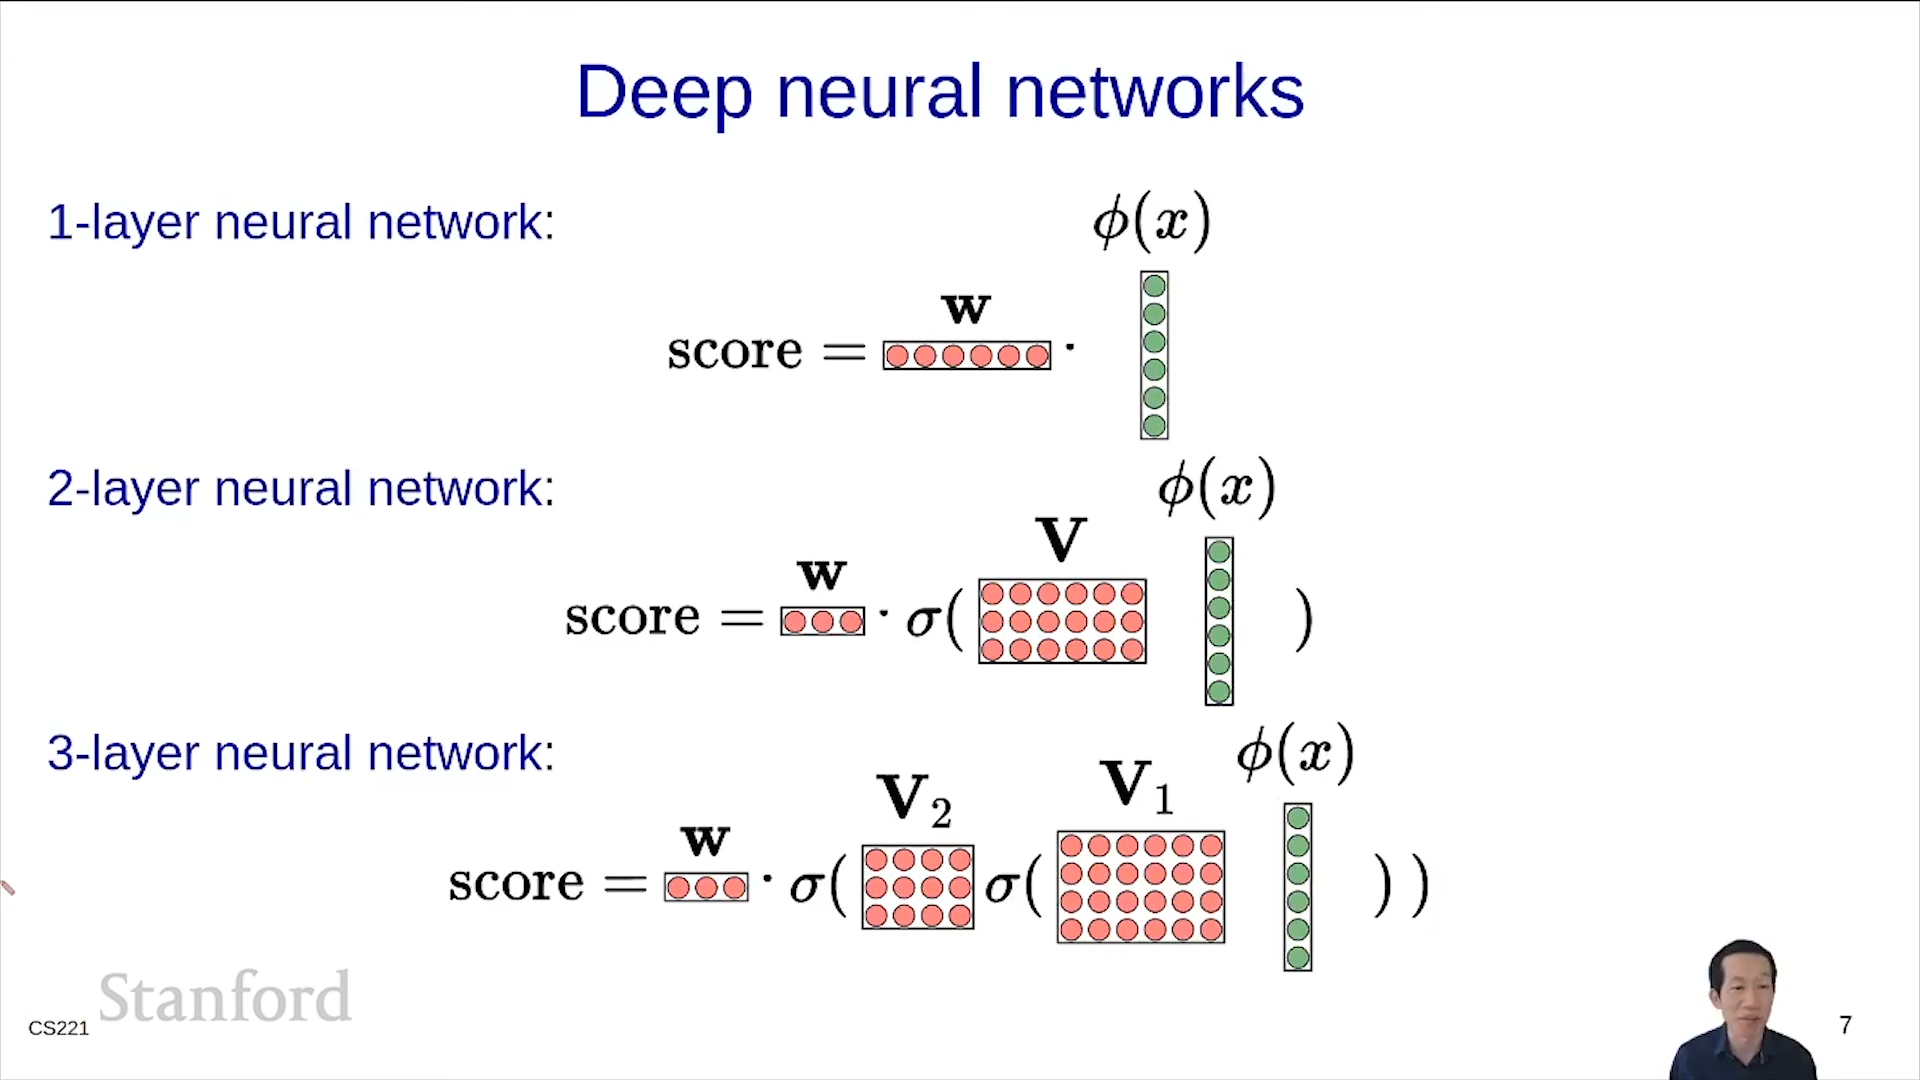 Deep neural networks
1-layer neural network:
ϕ(x)
w
score = ·
2-layer neural network:
ϕ(x)
V
w
score = · σ( )
3-layer neural network:
ϕ(x)
V₂ V₁
w
score = · σ( σ( ) )
Stanford
CS221
7